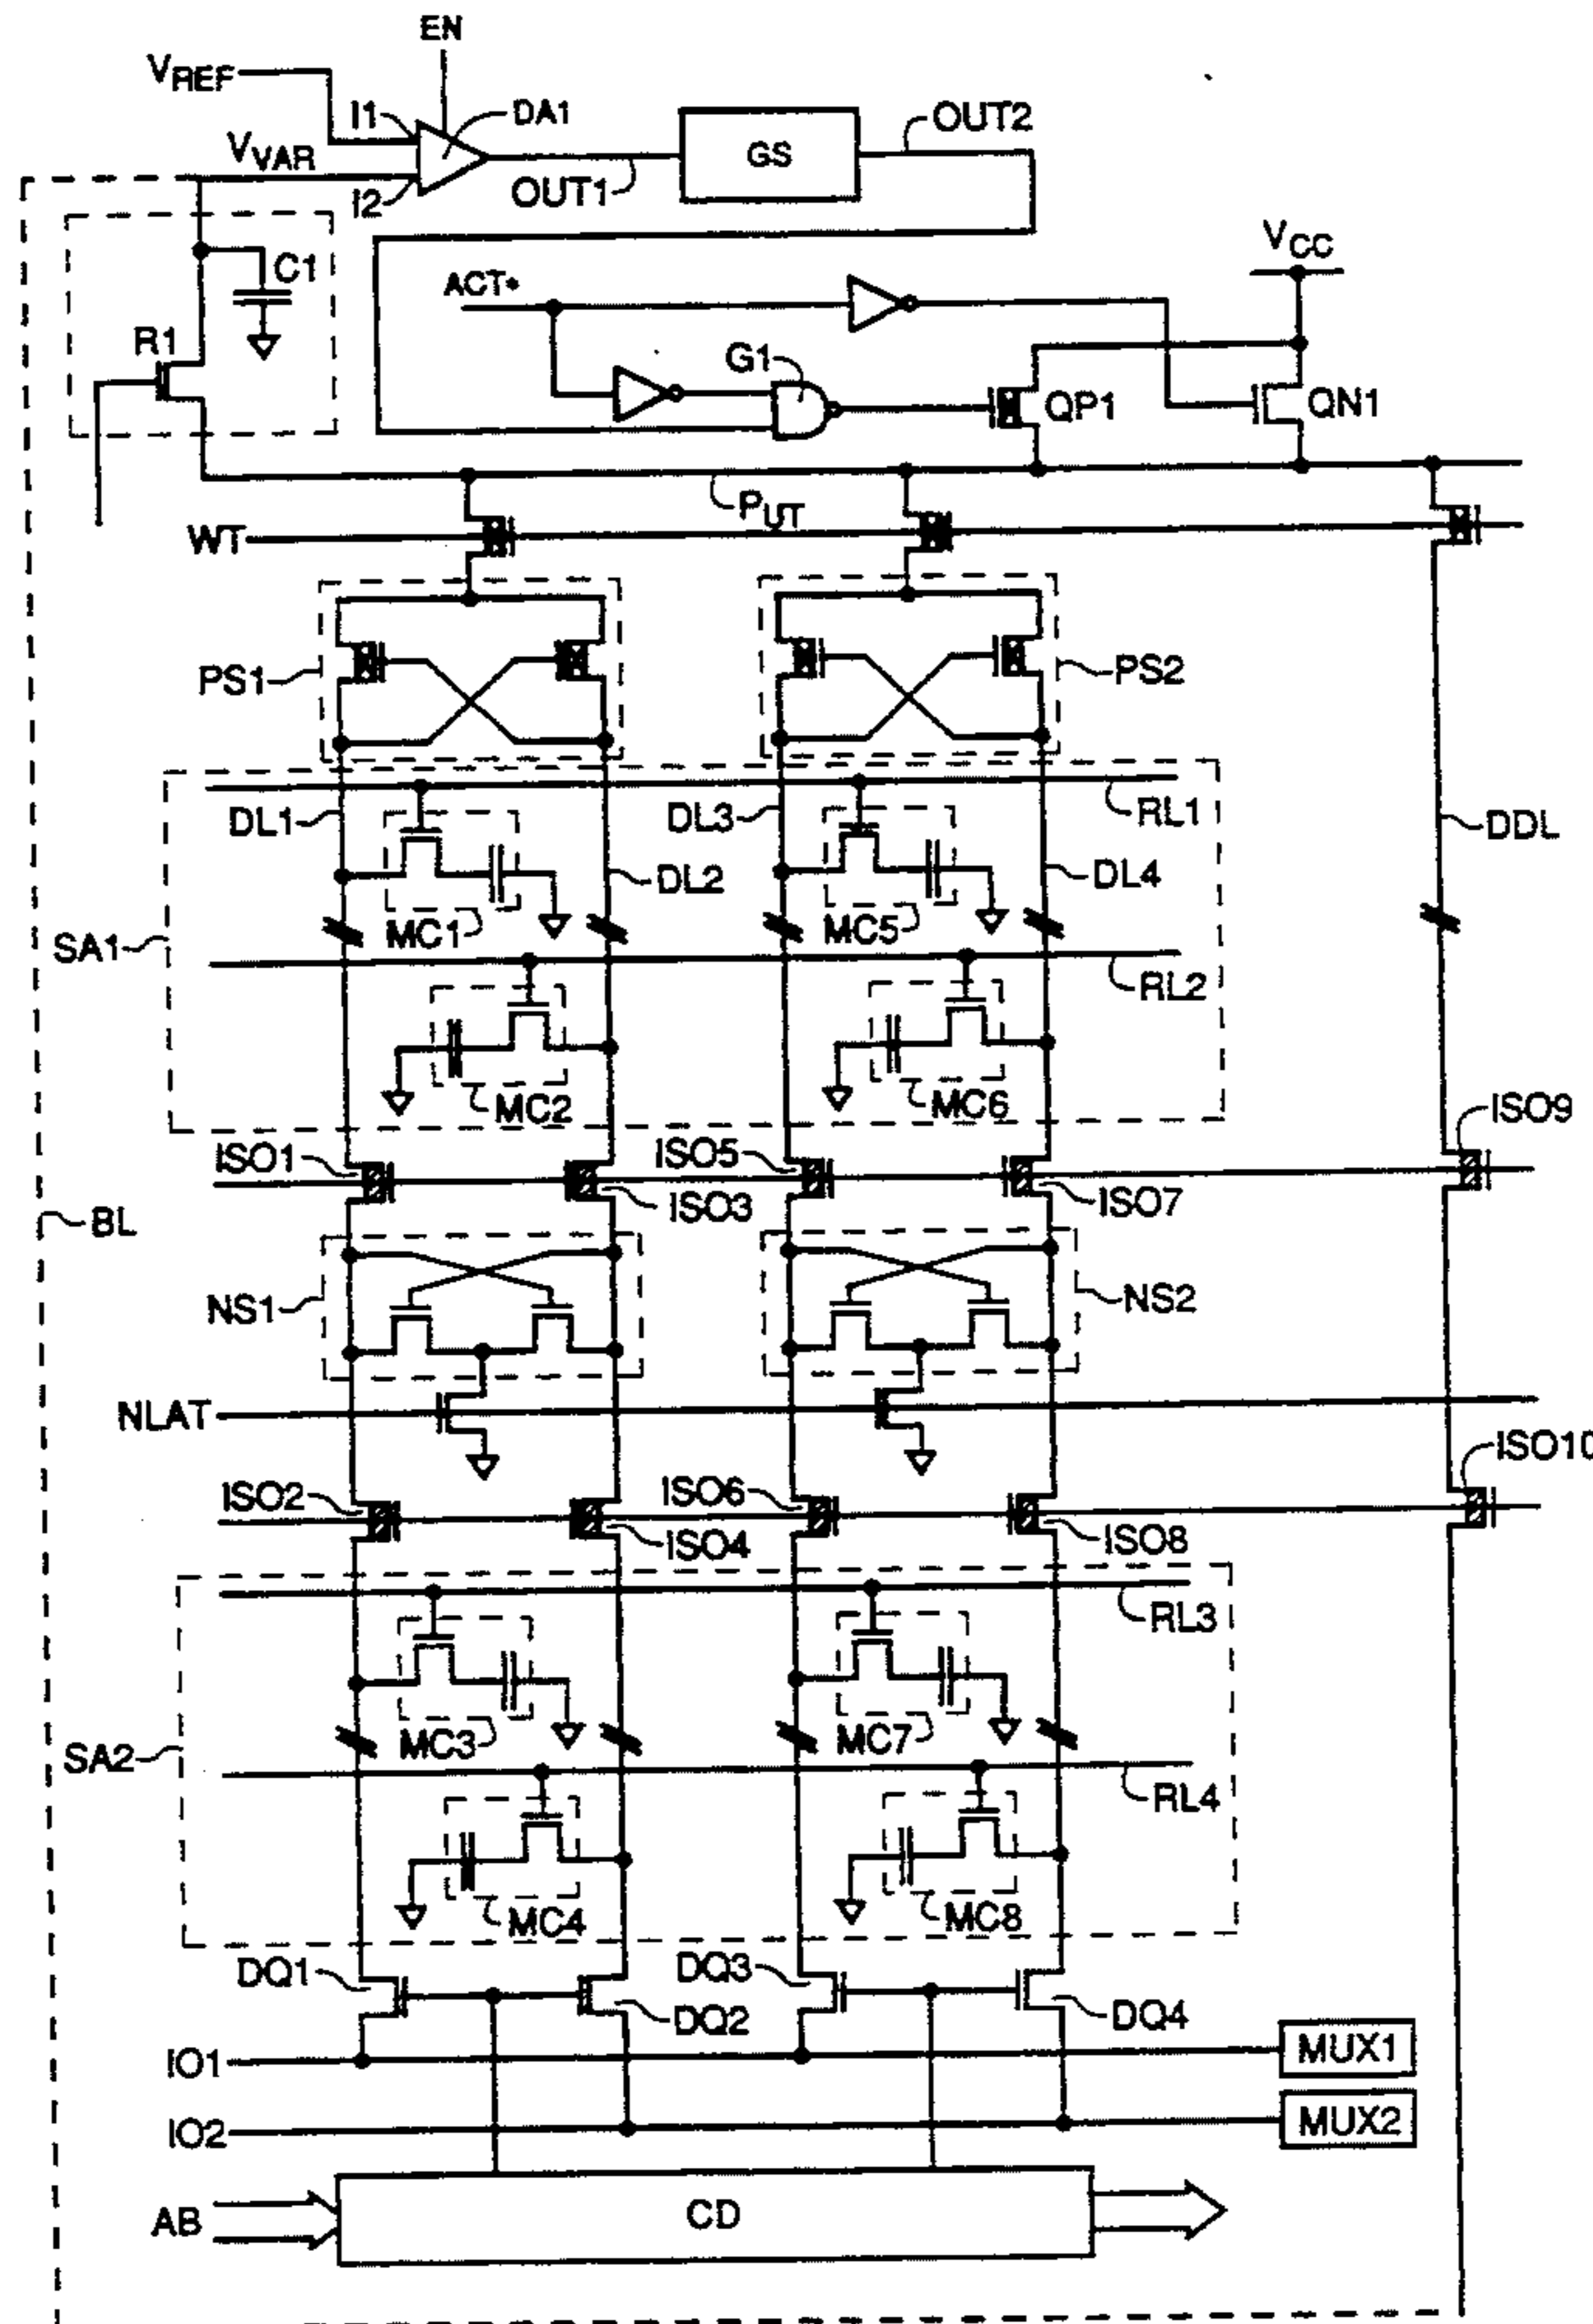 EN
VREF
I1
DA1
OUT2
VVAR
GS
I2
OUT1
VCC
C1
ACT*
R1
G1
QP1
QN1
PUT
WT
PS1
PS2
DL1
DL3
RL1
DDL
DL2
DL4
MC1
MC5
SA1
RL2
MC2
MC6
ISO9
ISO1
ISO5
ISO3
ISO7
BL
NS1
NS2
NLAT
ISO10
ISO2
ISO6
ISO4
ISO8
RL3
MC3
MC7
SA2
RL4
MC4
MC8
DQ1
DQ3
DQ2
DQ4
IO1
MUX1
IO2
MUX2
AB
CD